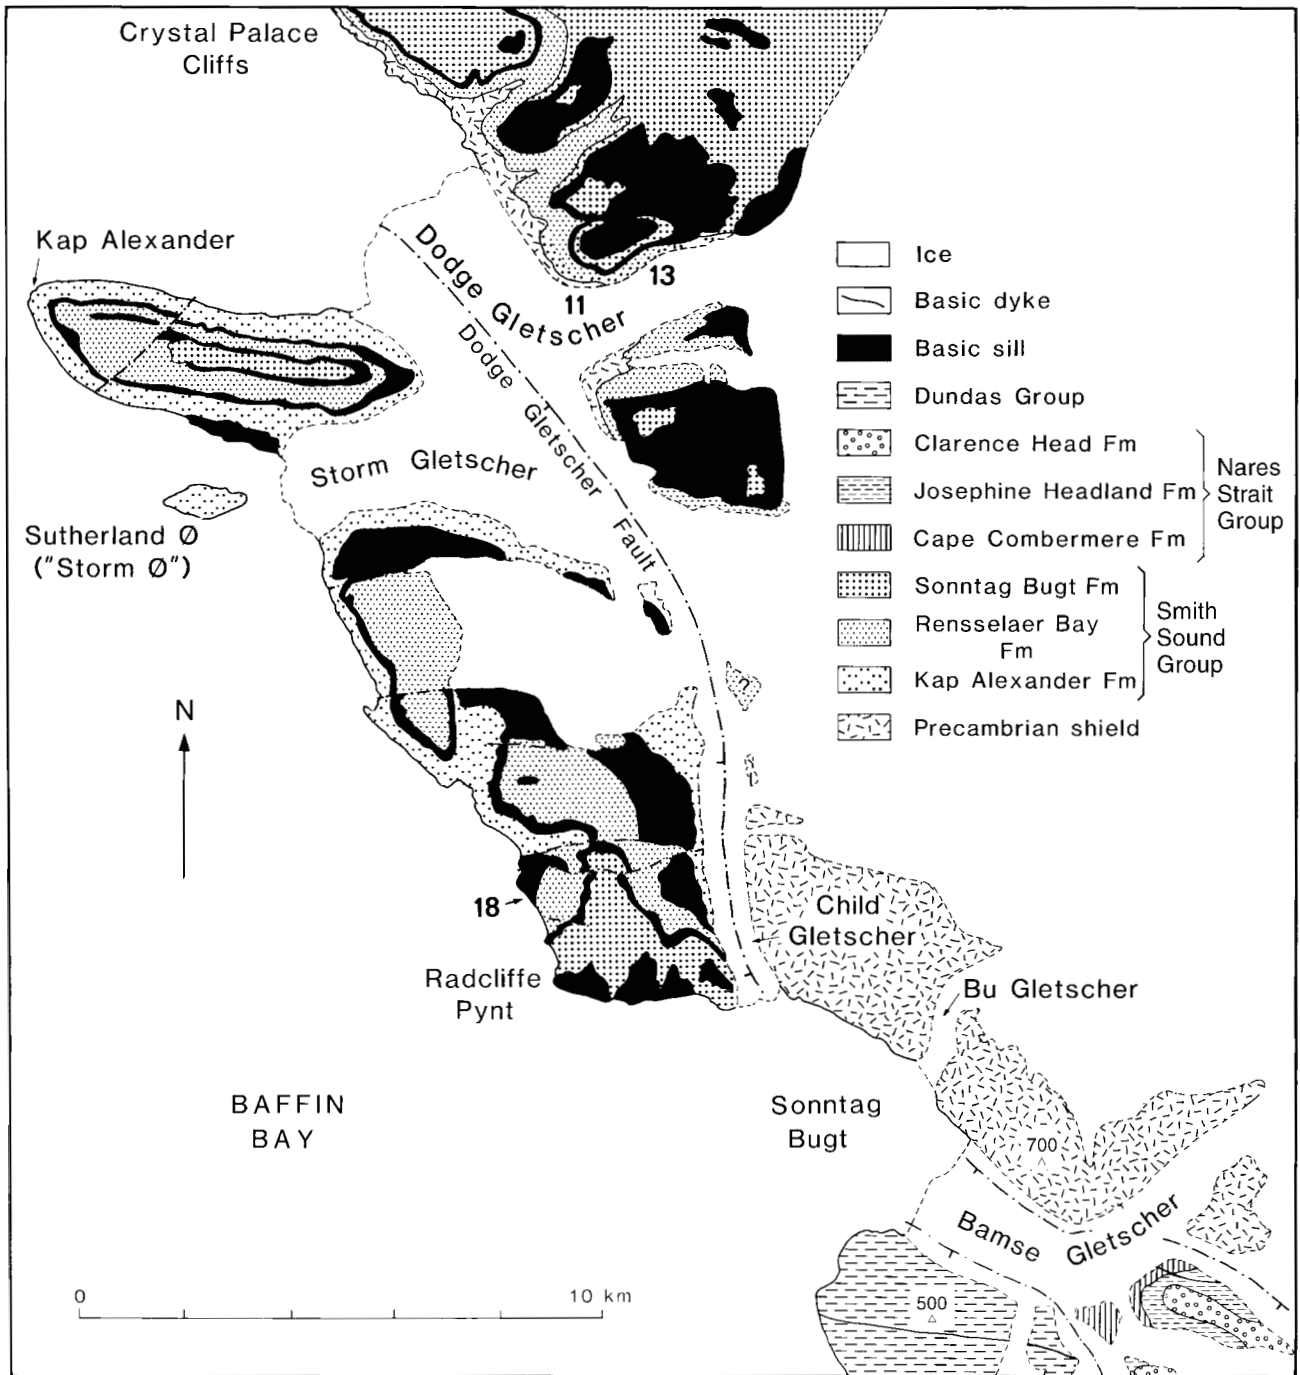 Crystal Palace
Cliffs
Kap Alexander
Dodge Gletscher
13
11
Dodge Gletscher Fault
Storm Gletscher
Sutherland Ø
("Storm Ø")
N
?
18
Radcliffe
Pynt
Child
Gletscher
Bu Gletscher
BAFFIN
BAY
Sonntag
Bugt
700
Bamse Gletscher
500
0 10 km
Ice
Basic dyke
Basic sill
Dundas Group
Clarence Head Fm
Josephine Headland Fm
Cape Combermere Fm
Nares
Strait
Group
Sonntag Bugt Fm
Rensselaer Bay
Fm
Kap Alexander Fm
Smith
Sound
Group
Precambrian shield